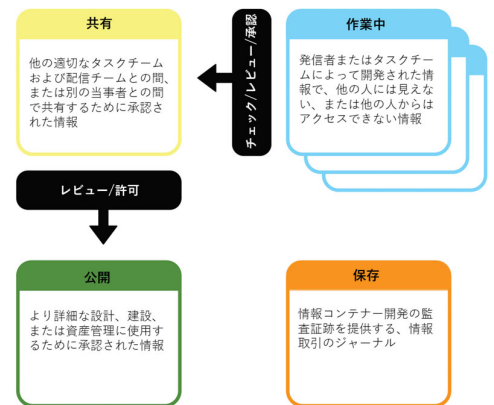 共有
他の適切なタスクチーム
および配信チームとの間、
または別の当事者との間
で共有するために承認さ
れた情報
チェック/レビュー/承認
作業中
発信者またはタスクチー
ムによって開発された情
報で、他の人には見えな
い、または他の人からは
アクセスできない情報
レビュー/許可
公開
より詳細な設計、建設、
または資産管理に使用す
るために承認された情報
保存
情報コンテナー開発の監
査証跡を提供する、情報
取引のジャーナル